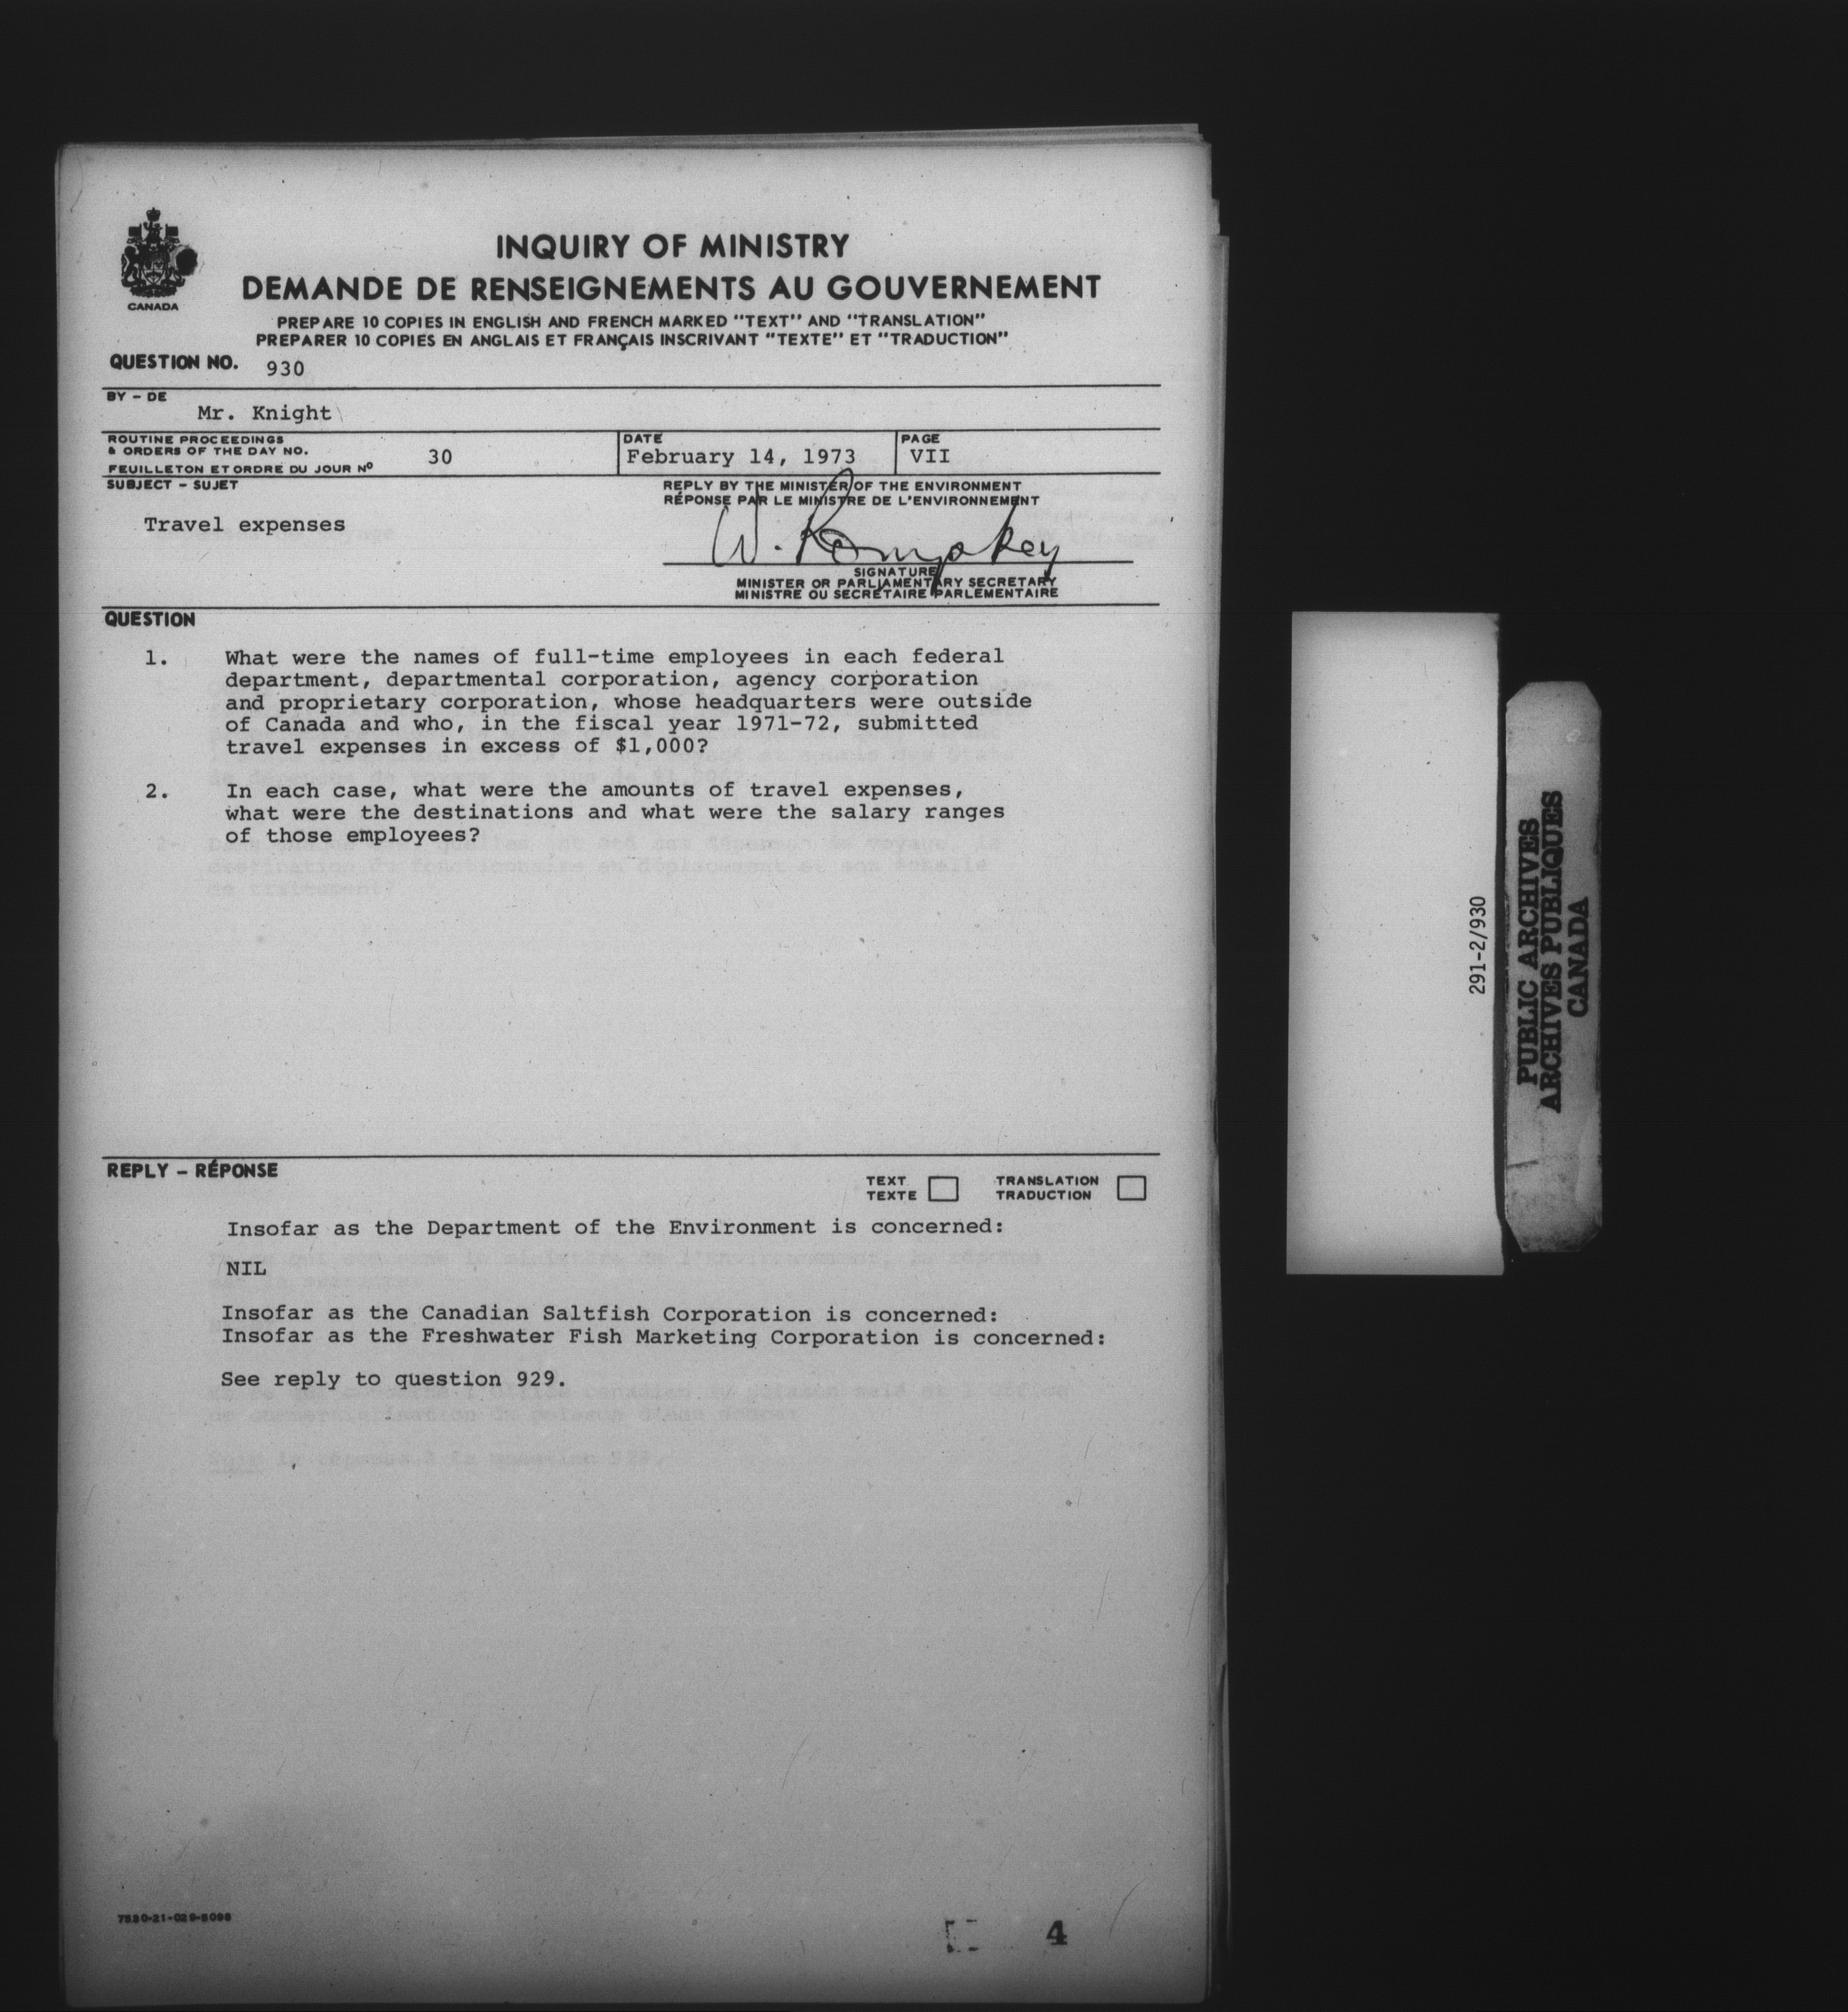 CANADA
INQUIRY OF MINISTRY
DEMANDE DE RENSEIGNEMENTS AU GOUVERNEMENT
PREPARE 10 COPIES IN ENGLISH AND FRENCH MARKED "TEXT" AND "TRANSLATION"
PREPARER 10 COPIES EN ANGLAIS ET FRANÇAIS INSCRIVANT "TEXTE" ET "TRADUCTION"
QUESTION NO. 930
BY – DE
Mr. Knight
ROUTINE PROCEEDINGS
& ORDERS OF THE DAY NO.
FEUILLETON ET ORDRE DU JOUR Nº
30
DATE
February 14, 1973
PAGE
VII
SUBJECT – SUJET
Travel expenses
REPLY BY THE MINISTER OF THE ENVIRONMENT
RÉPONSE PAR LE MINISTRE DE L'ENVIRONNEMENT
W. Rompkey
SIGNATURE
MINISTER OR PARLIAMENTARY SECRETARY
MINISTRE OU SECRÉTAIRE PARLEMENTAIRE
QUESTION
1. What were the names of full-time employees in each federal
department, departmental corporation, agency corporation
and proprietary corporation, whose headquarters were outside
of Canada and who, in the fiscal year 1971-72, submitted
travel expenses in excess of $1,000?
2. In each case, what were the amounts of travel expenses,
what were the destinations and what were the salary ranges
of those employees?
REPLY – RÉPONSE
TEXT
TEXTE
TRANSLATION
TRADUCTION
Insofar as the Department of the Environment is concerned:
NIL
Insofar as the Canadian Saltfish Corporation is concerned:
Insofar as the Freshwater Fish Marketing Corporation is concerned:
See reply to question 929.
7530-21-029-5098
4
291-2/930
PUBLIC ARCHIVES
ARCHIVES PUBLIQUES
CANADA